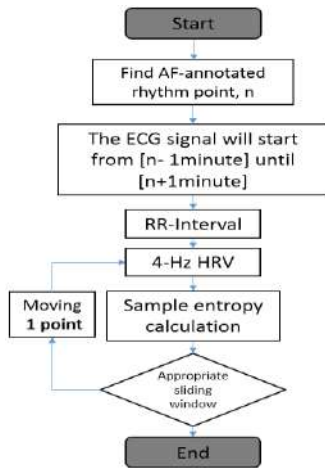 Start
Find AF-annotated
rhythm point, n
The ECG signal will start
from [n- 1minute] until
[n+1minute]
RR-Interval
4-Hz HRV
Moving
1 point
Sample entropy
calculation
Appropriate
sliding
window
End